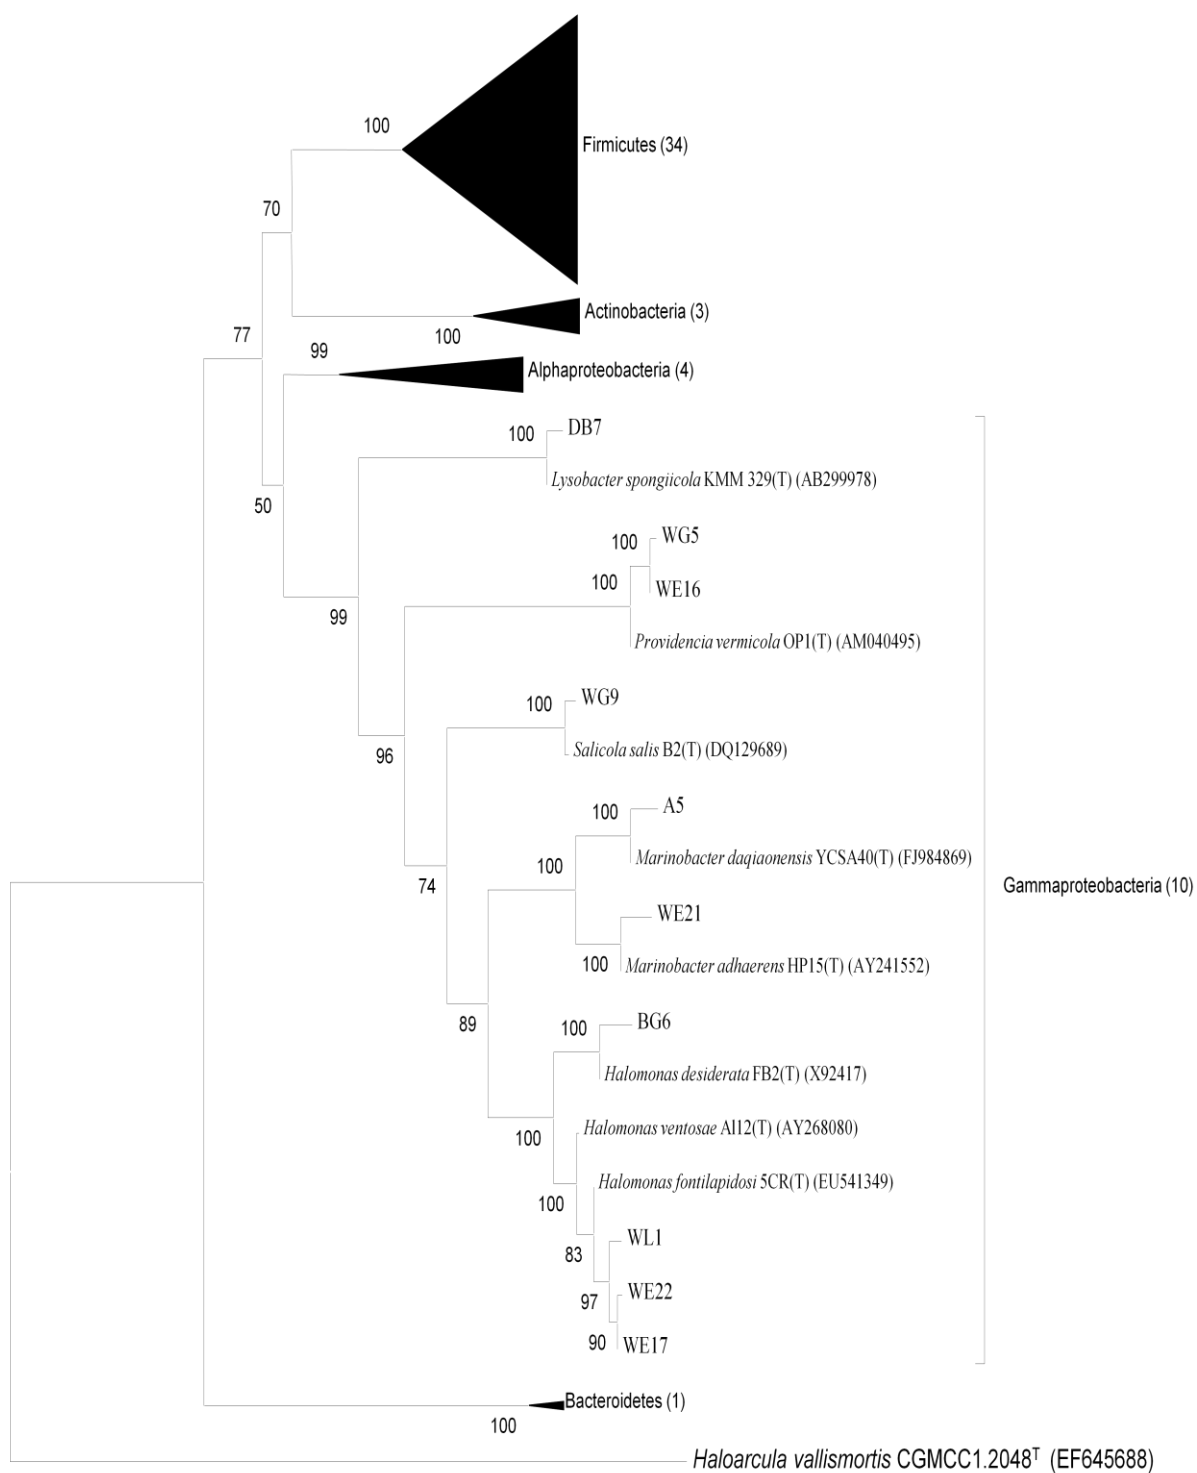 100
Firmicutes (34)
70
Actinobacteria (3)
77
100
99
Alphaproteobacteria (4)
DB7
100
Lysobacter spongiicola KMM 329(T) (AB299978)
50
WG5
100
100
WE16
99
Providencia vermicola OP1(T) (AM040495)
WG9
100
Salicola salis B2(T) (DQ129689)
96
A5
100
Marinobacter daqiaonensis YCSA40(T) (FJ984869)
100
74
Gammaproteobacteria (10)
WE21
100
Marinobacter adhaerens HP15(T) (AY241552)
89
BG6
100
Halomonas desiderata FB2(T) (X92417)
Halomonas ventosae Al12(T) (AY268080)
100
Halomonas fontilapidosi 5CR(T) (EU541349)
100
WL1
83
WE22
97
90
WE17
Bacteroidetes (1)
100
Haloarcula vallismortis CGMCC1.2048ᵀ (EF645688)